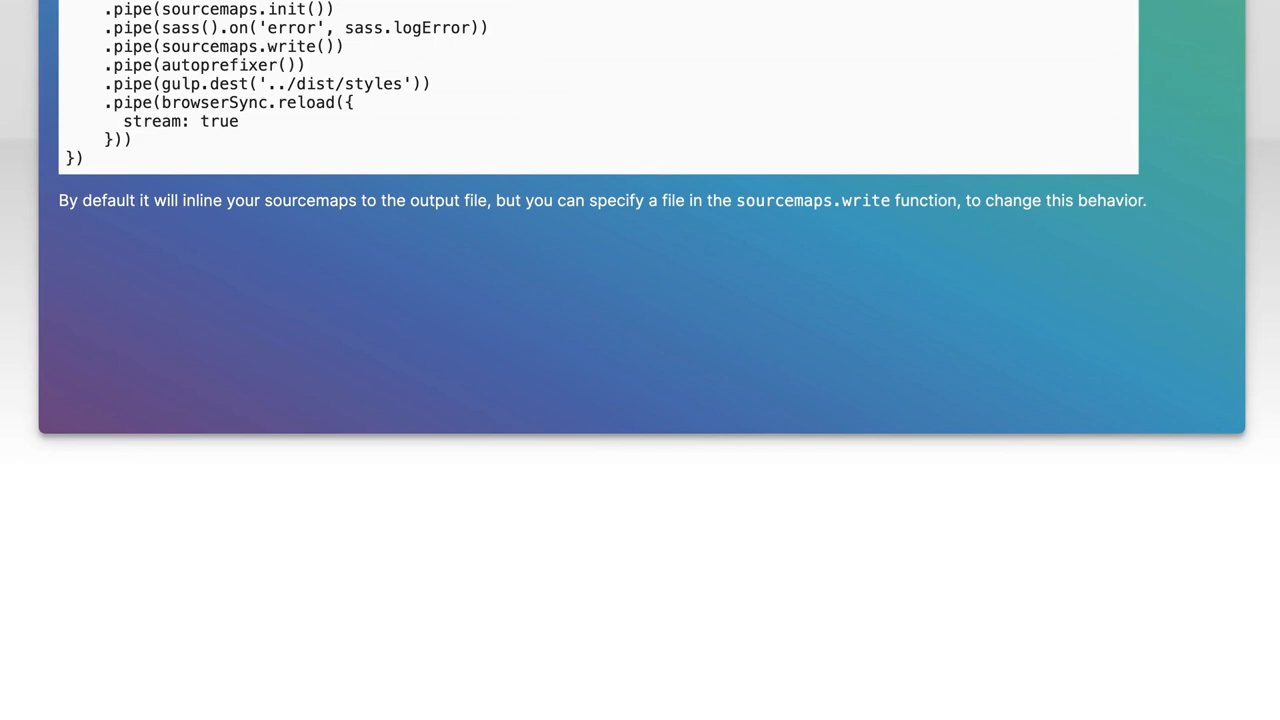 .pipe(sourcemaps.init())
.pipe(sass().on('error', sass.logError))
.pipe(sourcemaps.write())
.pipe(autoprefixer())
.pipe(gulp.dest('../dist/styles'))
.pipe(browserSync.reload({
stream: true
}))
})
By default it will inline your sourcemaps to the output file, but you can specify a file in the sourcemaps.write function, to change this behavior.